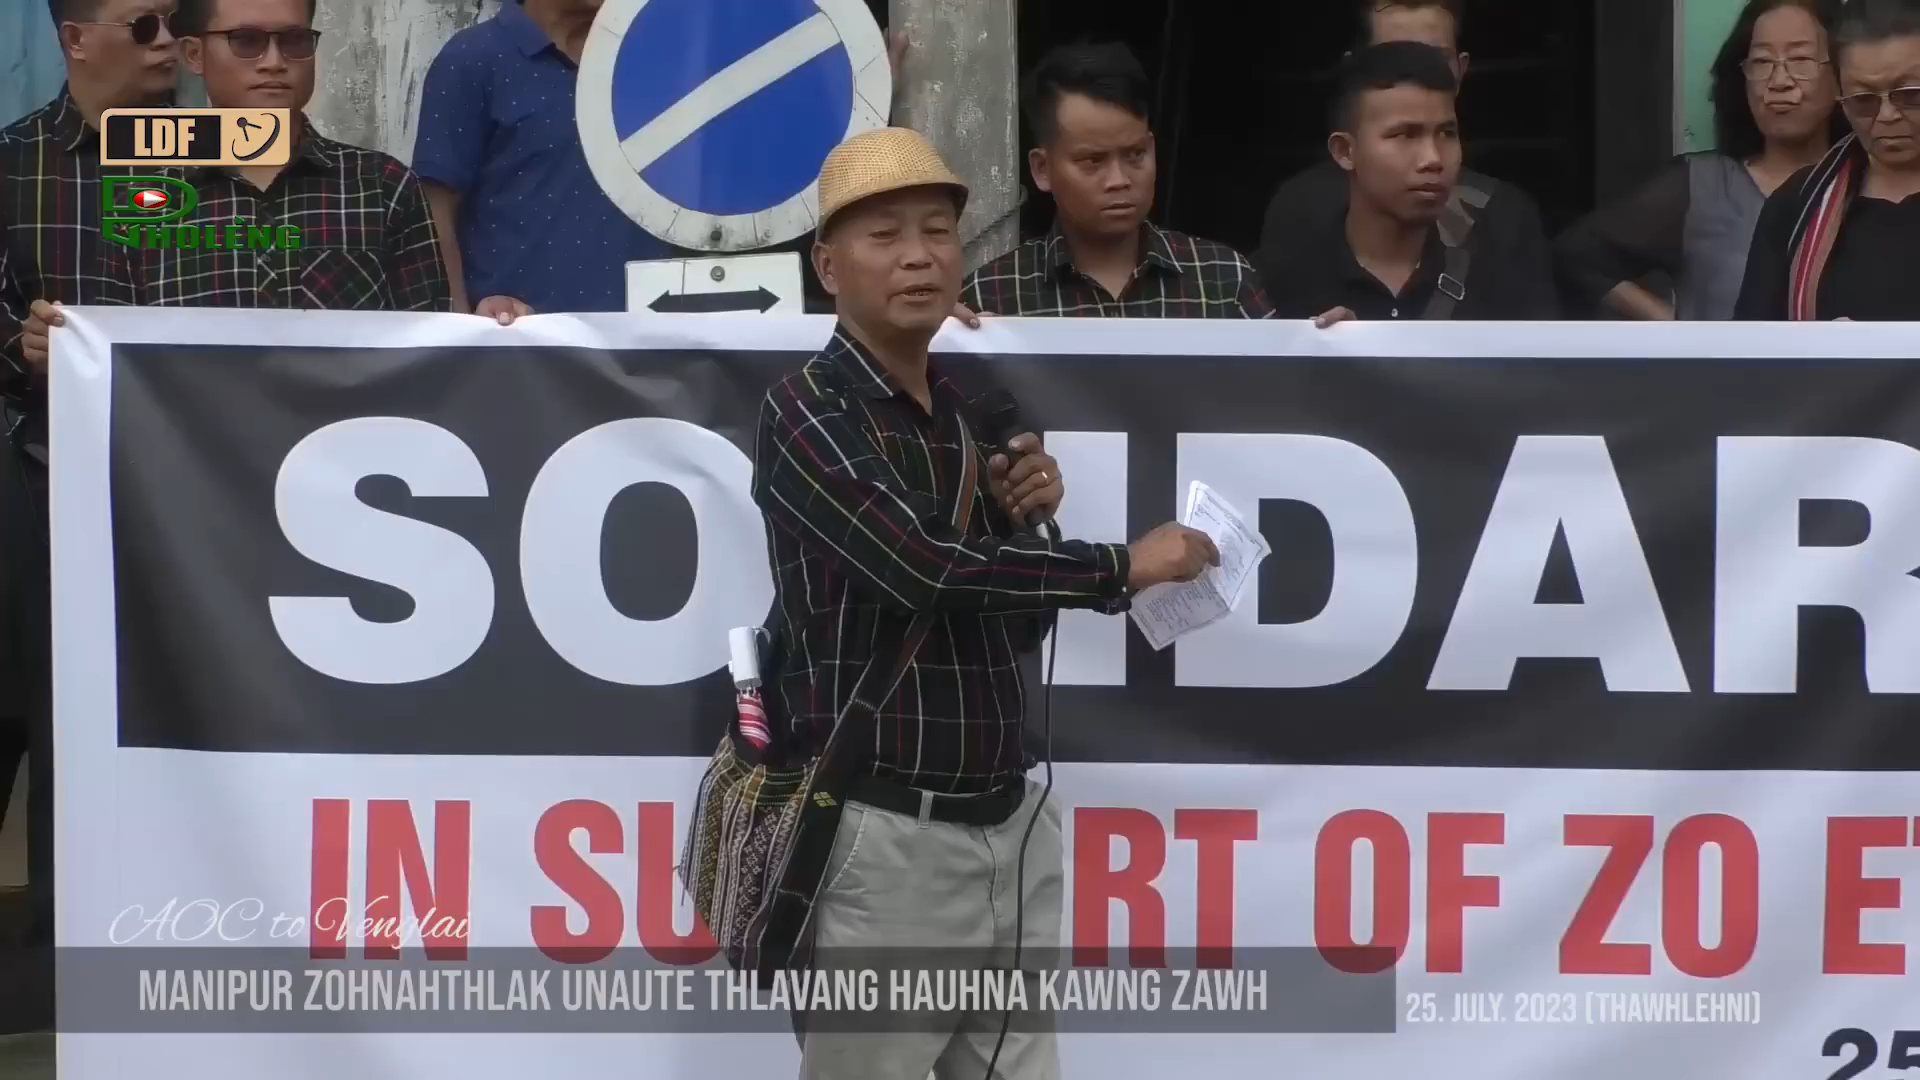 LDF
PHOLÈNG
SO IDAR
IN SU RT OF ZO E
AOC to Venglai
MANIPUR ZOHNAHTHLAK UNAUTE THLAVANG HAUHNA KAWNG ZAWH
25. JULY. 2023 (THAWHLEHNI)
25